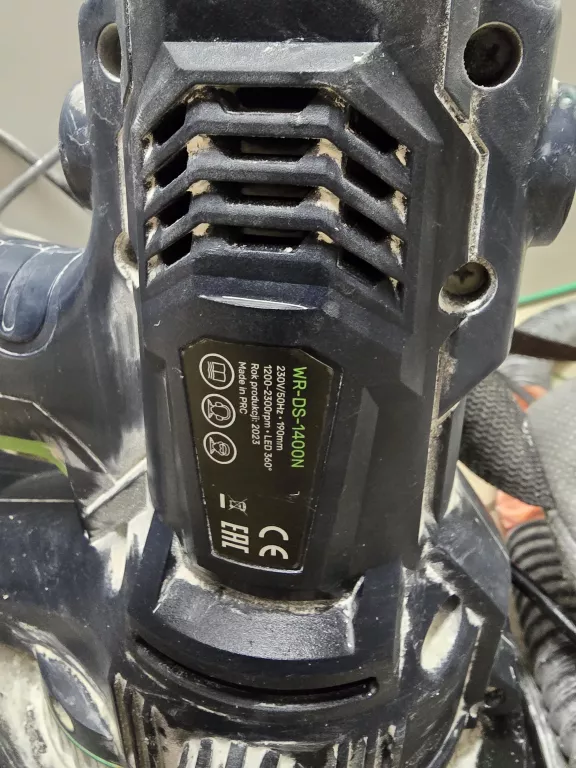 WR-DS-1400N
230V/50Hz • 190mm
1200-2300rpm • LED 360°
Rok produkcji: 2023
Made in PRC
CE
EAC